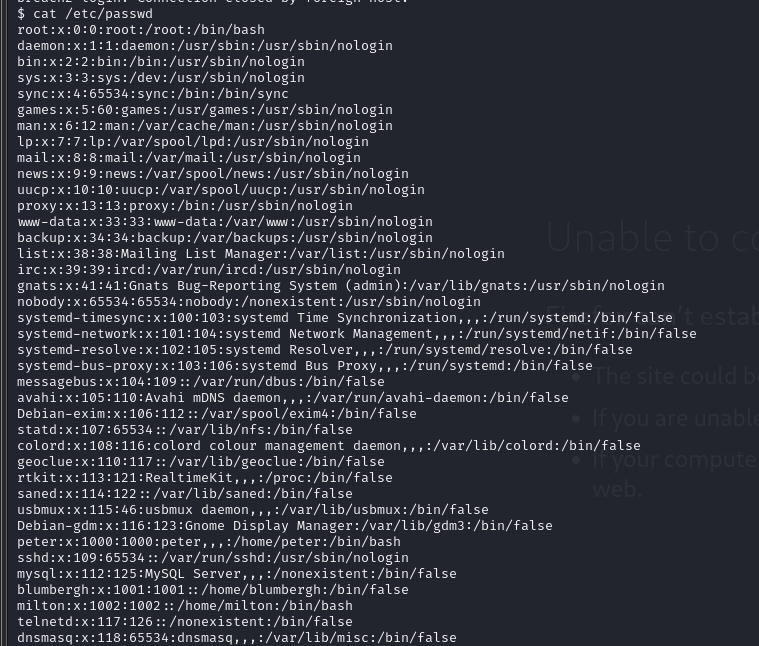 $ cat /etc/passwd
root:x:0:0:root:/root:/bin/bash
daemon:x:1:1:daemon:/usr/sbin:/usr/sbin/nologin
bin:x:2:2:bin:/bin:/usr/sbin/nologin
sys:x:3:3:sys:/dev:/usr/sbin/nologin
sync:x:4:65534:sync:/bin:/bin/sync
games:x:5:60:games:/usr/games:/usr/sbin/nologin
man:x:6:12:man:/var/cache/man:/usr/sbin/nologin
lp:x:7:7:lp:/var/spool/lpd:/usr/sbin/nologin
mail:x:8:8:mail:/var/mail:/usr/sbin/nologin
news:x:9:9:news:/var/spool/news:/usr/sbin/nologin
uucp:x:10:10:uucp:/var/spool/uucp:/usr/sbin/nologin
proxy:x:13:13:proxy:/bin:/usr/sbin/nologin
www-data:x:33:33:www-data:/var/www:/usr/sbin/nologin
backup:x:34:34:backup:/var/backups:/usr/sbin/nologin
list:x:38:38:Mailing List Manager:/var/list:/usr/sbin/nologin
irc:x:39:39:ircd:/var/run/ircd:/usr/sbin/nologin
gnats:x:41:41:Gnats Bug-Reporting System (admin):/var/lib/gnats:/usr/sbin/nologin
nobody:x:65534:65534:nobody:/nonexistent:/usr/sbin/nologin
systemd-timesync:x:100:103:systemd Time Synchronization,,,:/run/systemd:/bin/false
systemd-network:x:101:104:systemd Network Management,,,:/run/systemd/netif:/bin/false
systemd-resolve:x:102:105:systemd Resolver,,,:/run/systemd/resolve:/bin/false
systemd-bus-proxy:x:103:106:systemd Bus Proxy,,,:/run/systemd:/bin/false
messagebus:x:104:109::/var/run/dbus:/bin/false
avahi:x:105:110:Avahi mDNS daemon,,,:/var/run/avahi-daemon:/bin/false
Debian-exim:x:106:112::/var/spool/exim4:/bin/false
statd:x:107:65534::/var/lib/nfs:/bin/false
colord:x:108:116:colord colour management daemon,,,:/var/lib/colord:/bin/false
geoclue:x:110:117::/var/lib/geoclue:/bin/false
rtkit:x:113:121:RealtimeKit,,,:/proc:/bin/false
saned:x:114:122::/var/lib/saned:/bin/false
usbmux:x:115:46:usbmux daemon,,,:/var/lib/usbmux:/bin/false
Debian-gdm:x:116:123:Gnome Display Manager:/var/lib/gdm3:/bin/false
peter:x:1000:1000:peter,,,:/home/peter:/bin/bash
sshd:x:109:65534::/var/run/sshd:/usr/sbin/nologin
mysql:x:112:125:MySQL Server,,,:/nonexistent:/bin/false
blumbergh:x:1001:1001::/home/blumbergh:/bin/false
milton:x:1002:1002::/home/milton:/bin/bash
telnetd:x:117:126::/nonexistent:/bin/false
dnsmasq:x:118:65534:dnsmasq,,,:/var/lib/misc:/bin/false
Unable to
The site could
If you are
If your
web.